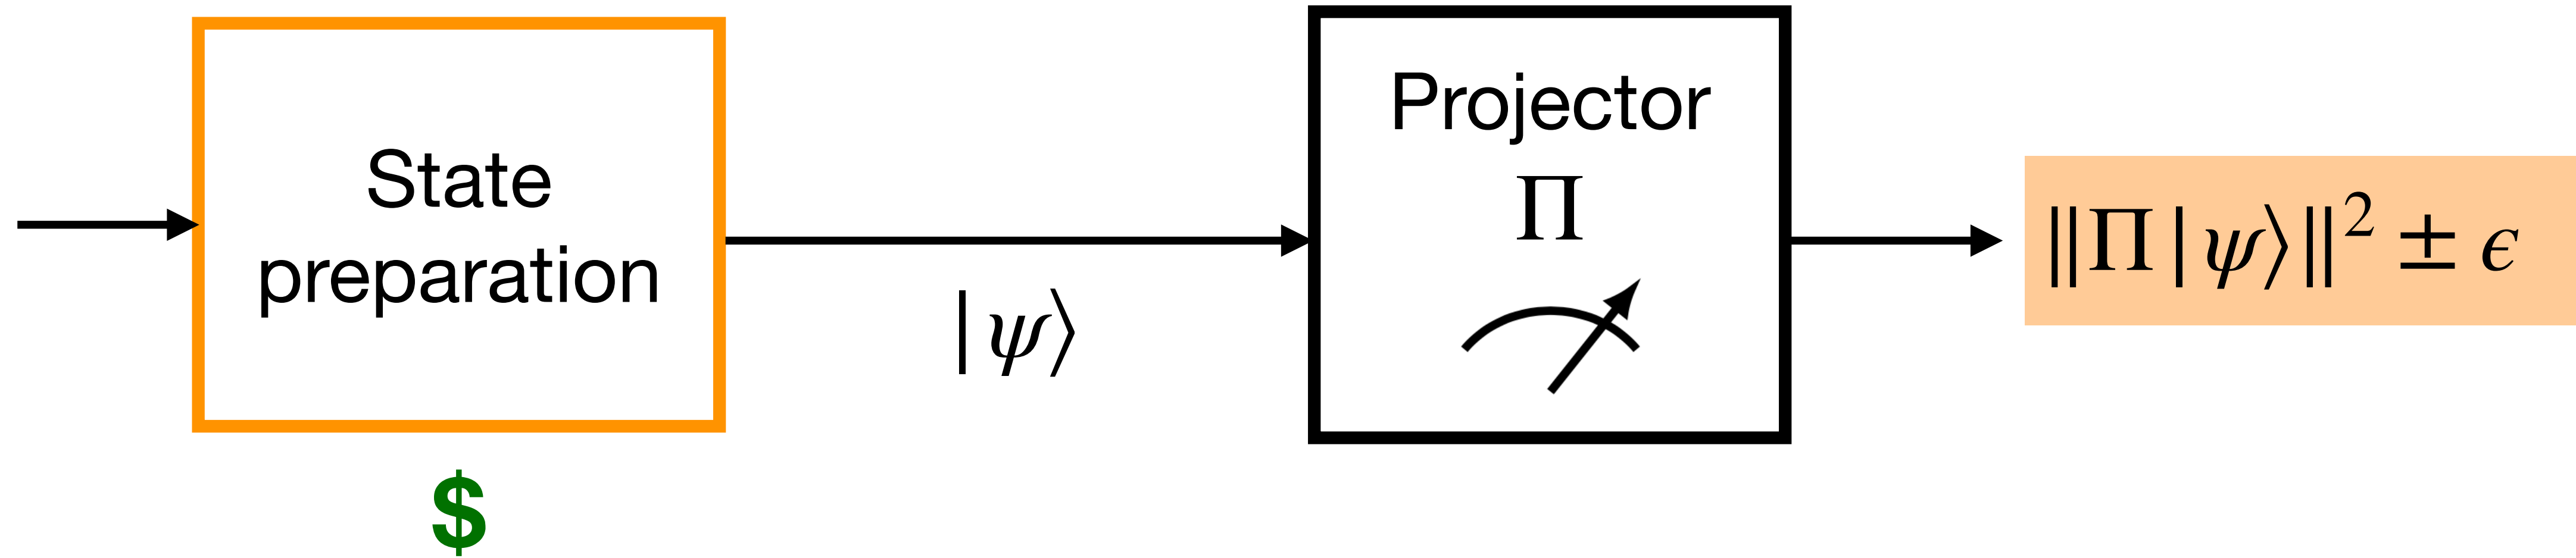 State
preparation
$
|ψ⟩
Projector
Π
‖Π|ψ⟩‖² ± ϵ